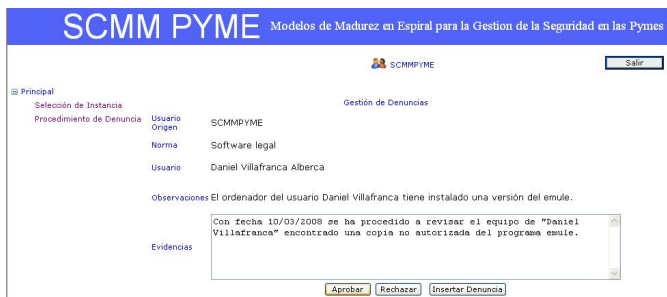 SCMM PYME Modelos de Madurez en Espiral para la Gestion de la Seguridad en las Pymes
SCMMPYME
Salir
Principal
Selección de Instancia
Procedimiento de Denuncia
Gestión de Denuncias
Usuario Origen SCMMPYME
Norma Software legal
Usuario Daniel Villafranca Alberca
Observaciones El ordenador del usuario Daniel Villafranca tiene instalado una versión del emule.
Evidencias
Con fecha 10/03/2008 se ha procedido a revisar el equipo de "Daniel
Villafranca" encontrado una copia no autorizada del programa emule.
Aprobar Rechazar Insertar Denuncia